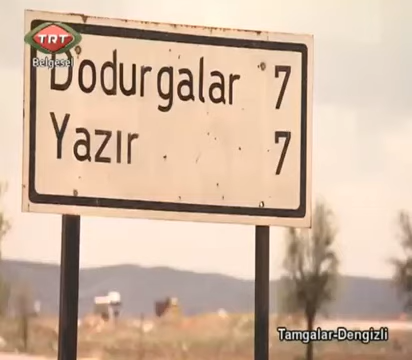 TRT
Belgesel
Dodurgalar 7
Yazır 7
Tamgalar-Dengizli